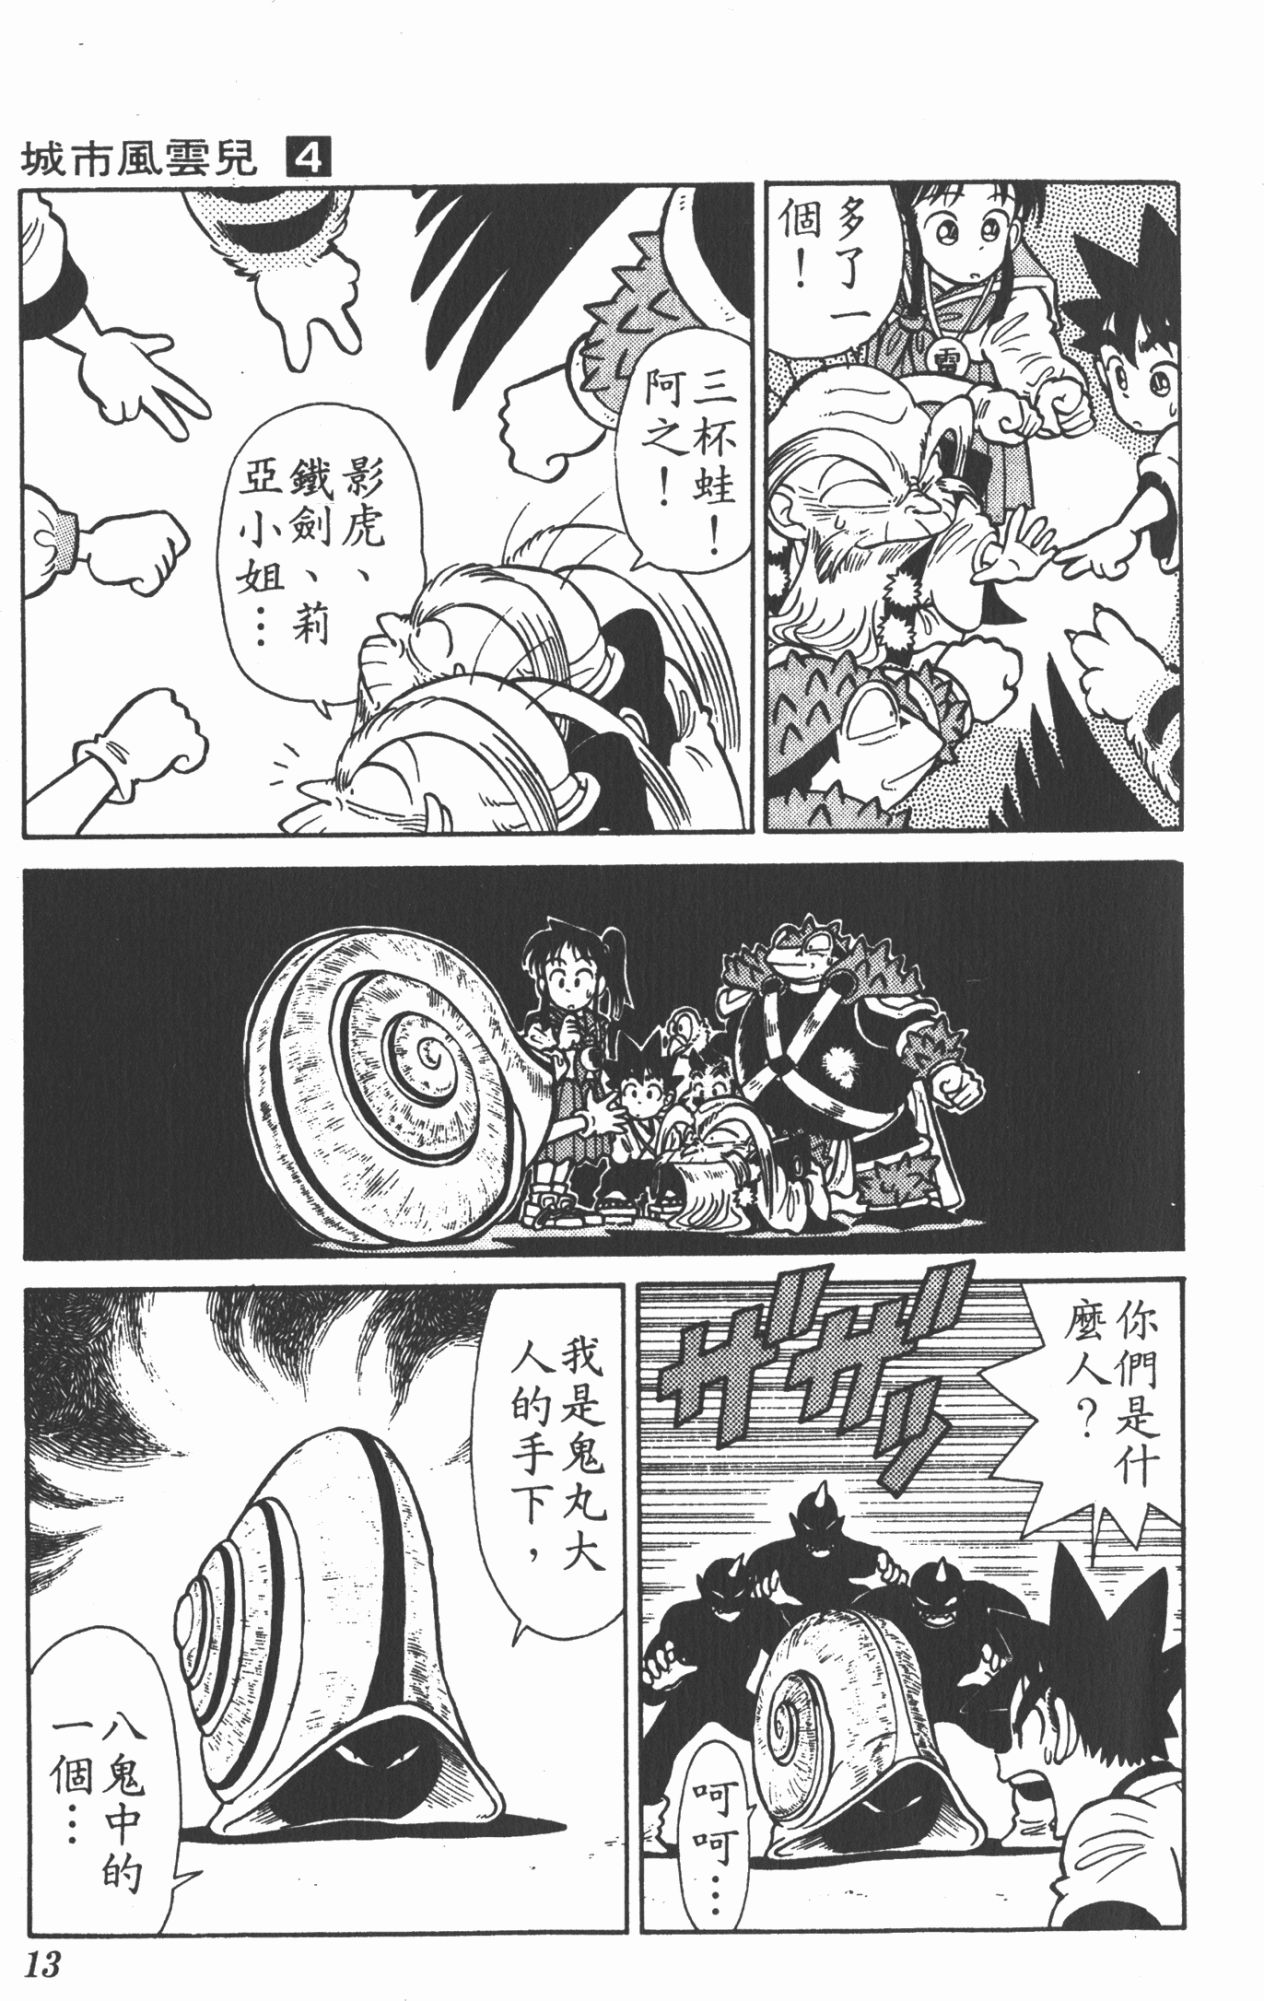 城市風雲兒 4
多了一
個！
三杯蛙！
阿之！
影虎、
鐵劍、莉
亞小姐…
你們是什
麼人？
ザザザッ
呵呵…
我是鬼丸大
人的手下，
八鬼中的
一個…
13